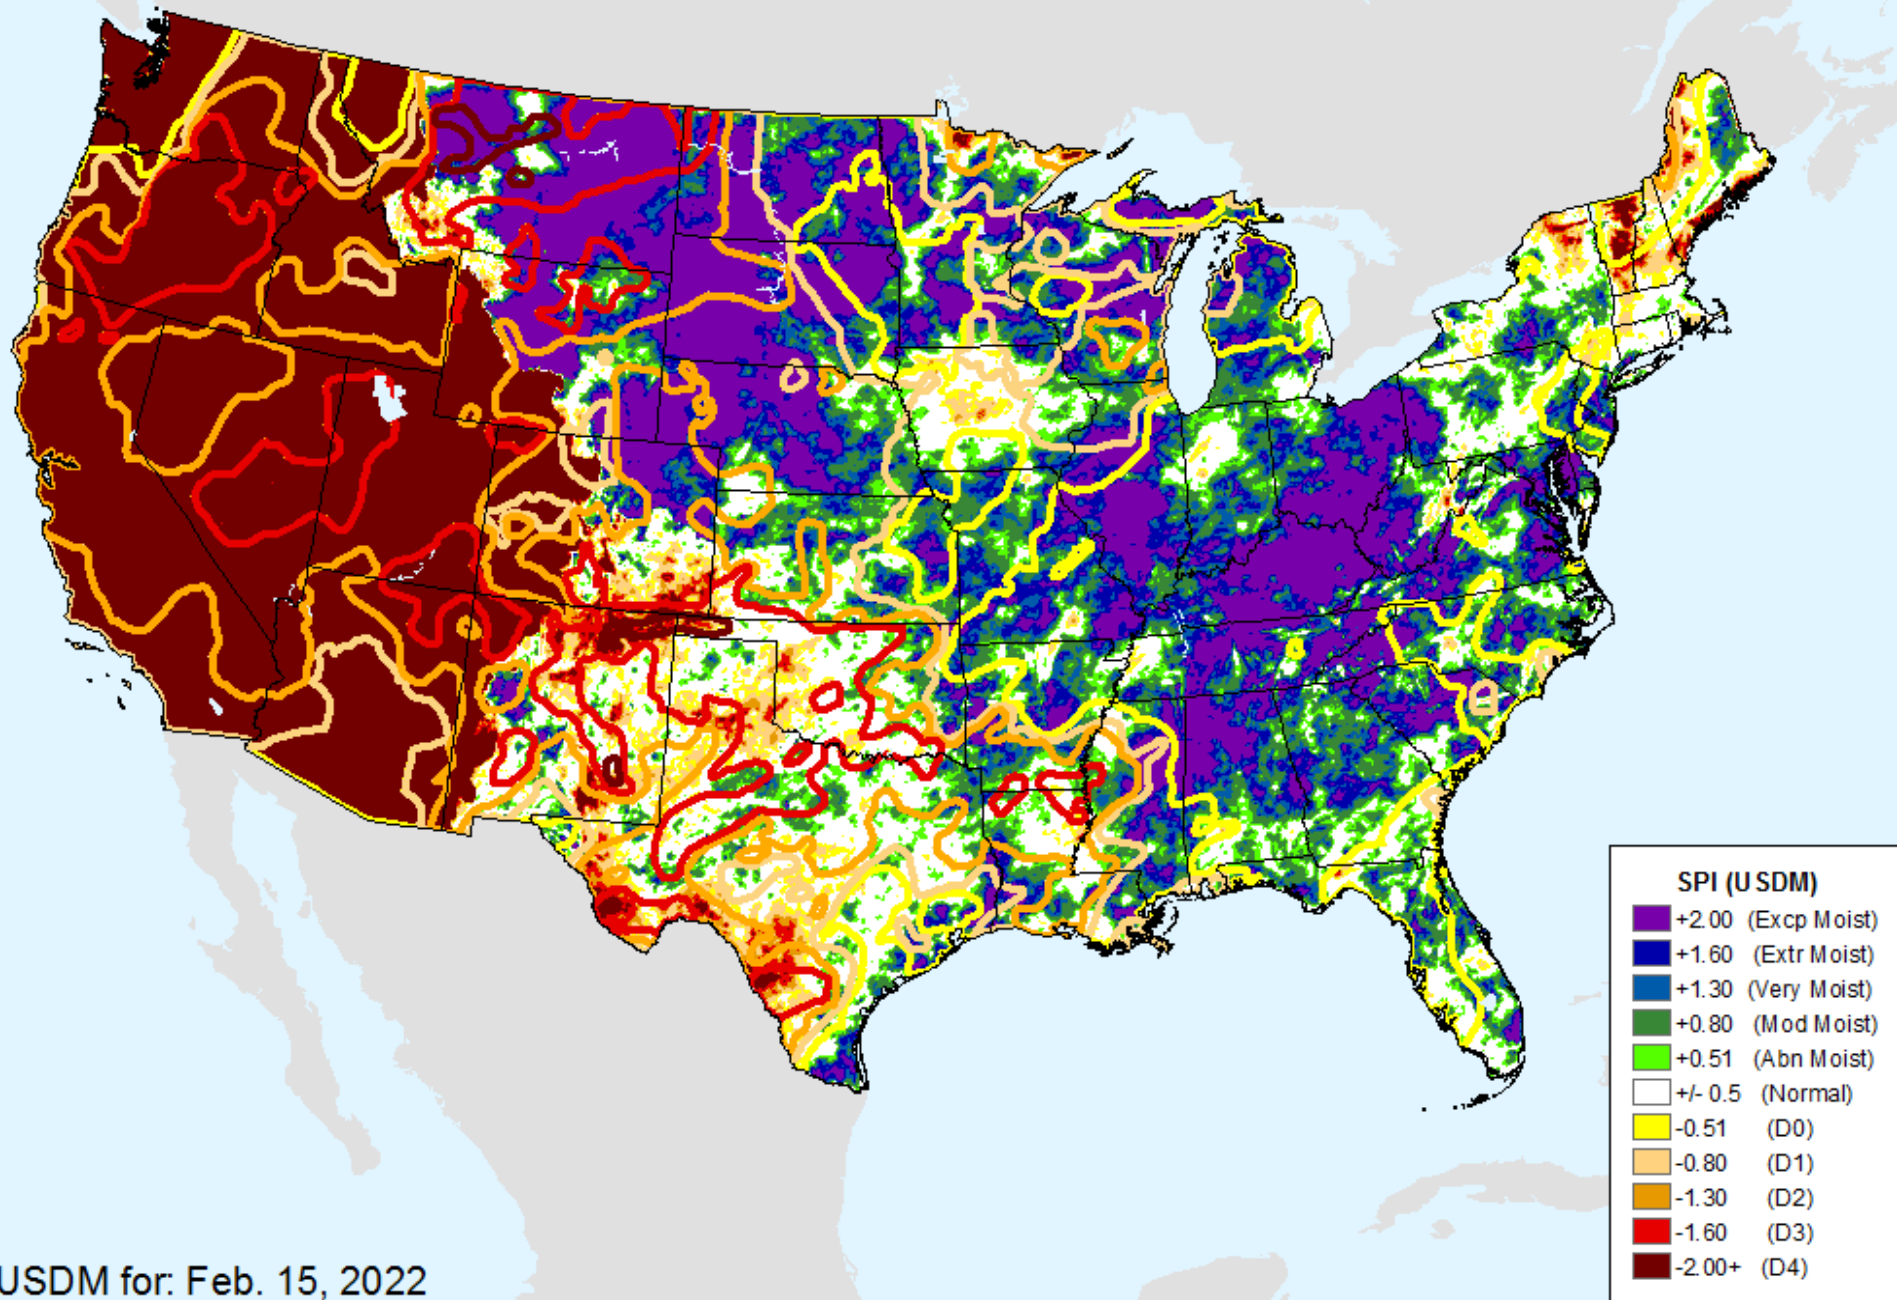 SPI (USDM)
+2.00 (Excp Moist)
+1.60 (Extr Moist)
+1.30 (Very Moist)
+0.80 (Mod Moist)
+0.51 (Abn Moist)
+/- 0.5 (Normal)
-0.51 (D0)
-0.80 (D1)
-1.30 (D2)
-1.60 (D3)
-2.00+ (D4)
USDM for: Feb. 15, 2022